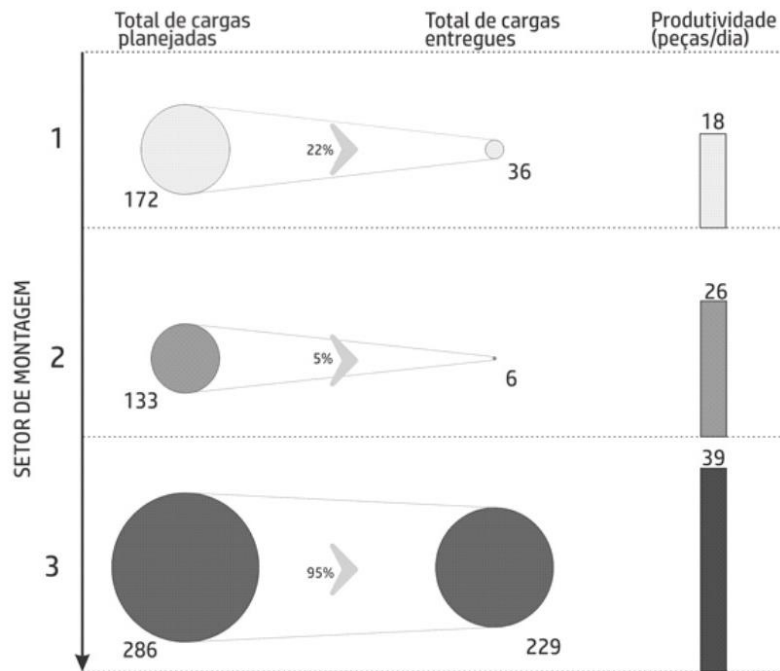 Total de cargas
planejadas
Total de cargas
entregues
Produtividade
(peças/dia)
SETOR DE MONTAGEM
1
172
22%
36
18
2
133
5%
6
26
3
286
95%
229
39